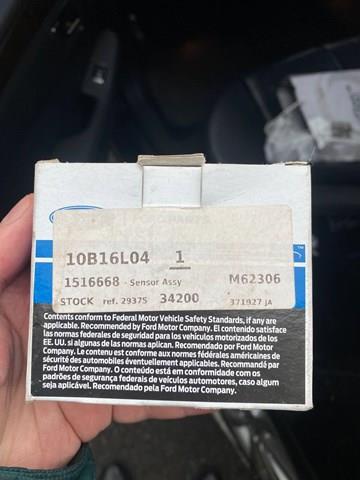 10B16L04 1
1516668 - Sensor Assy M62306
STOCK ref. 29375 34200 371927 JA
Contents conform to Federal Motor Vehicle Safety Standards, if any are
applicable. Recommended by Ford Motor Company. El contenido satisface
las normas federales de seguridad para los vehículos motorizados de los
EE. UU. si algunas de las normas aplican. Recomendado por Ford Motor
Company. Le contenu est conforme aux normes fédérales américaines de
sécurité des automobiles éventuellement applicables. Recommandé par
Ford Motor Company. O conteúdo está em conformidade com os
padrões de segurança federais de veículos automotores, caso algum
seja aplicável. Recomendado pela Ford Motor Company.